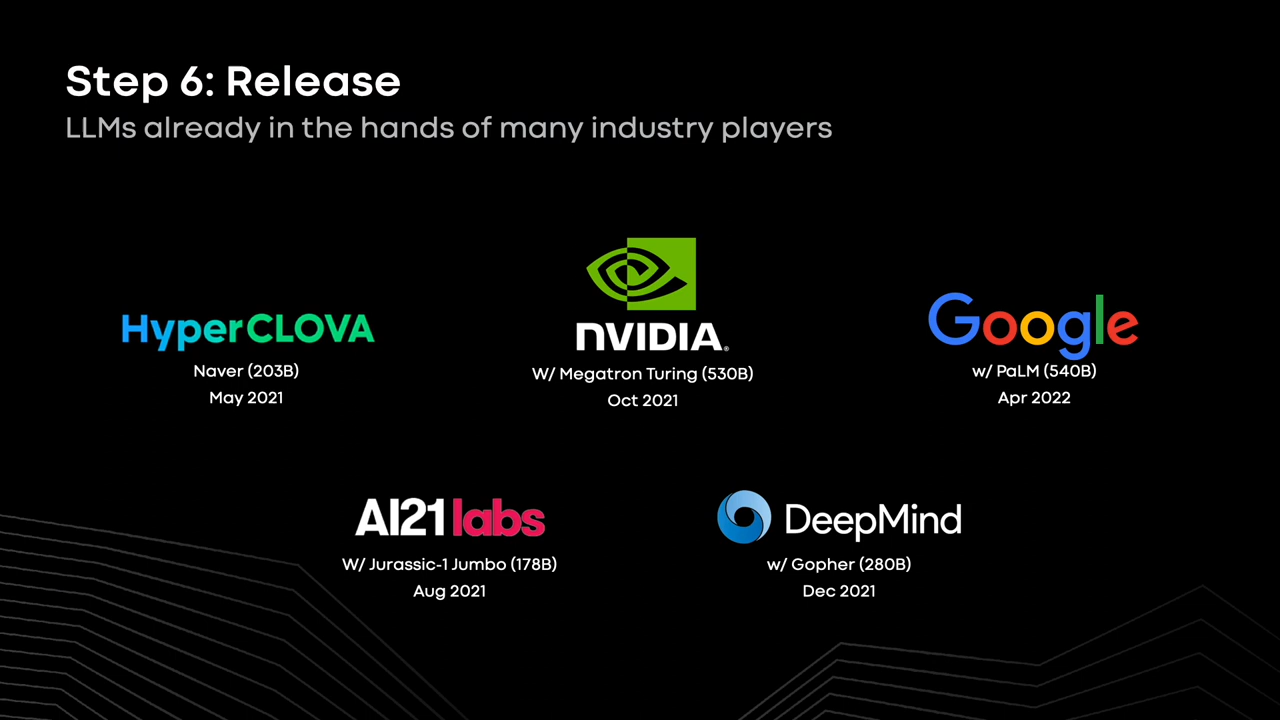 Step 6: Release
LLMs already in the hands of many industry players
HyperCLOVA
Naver (203B)
May 2021
NVIDIA®
W/ Megatron Turing (530B)
Oct 2021
Google
w/ PaLM (540B)
Apr 2022
AI21 labs
W/ Jurassic-1 Jumbo (178B)
Aug 2021
DeepMind
w/ Gopher (280B)
Dec 2021